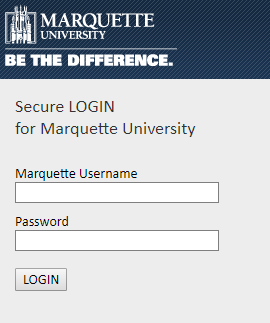 MARQUETTE
UNIVERSITY
BE THE DIFFERENCE.
Secure LOGIN
for Marquette University
Marquette Username
Password
LOGIN